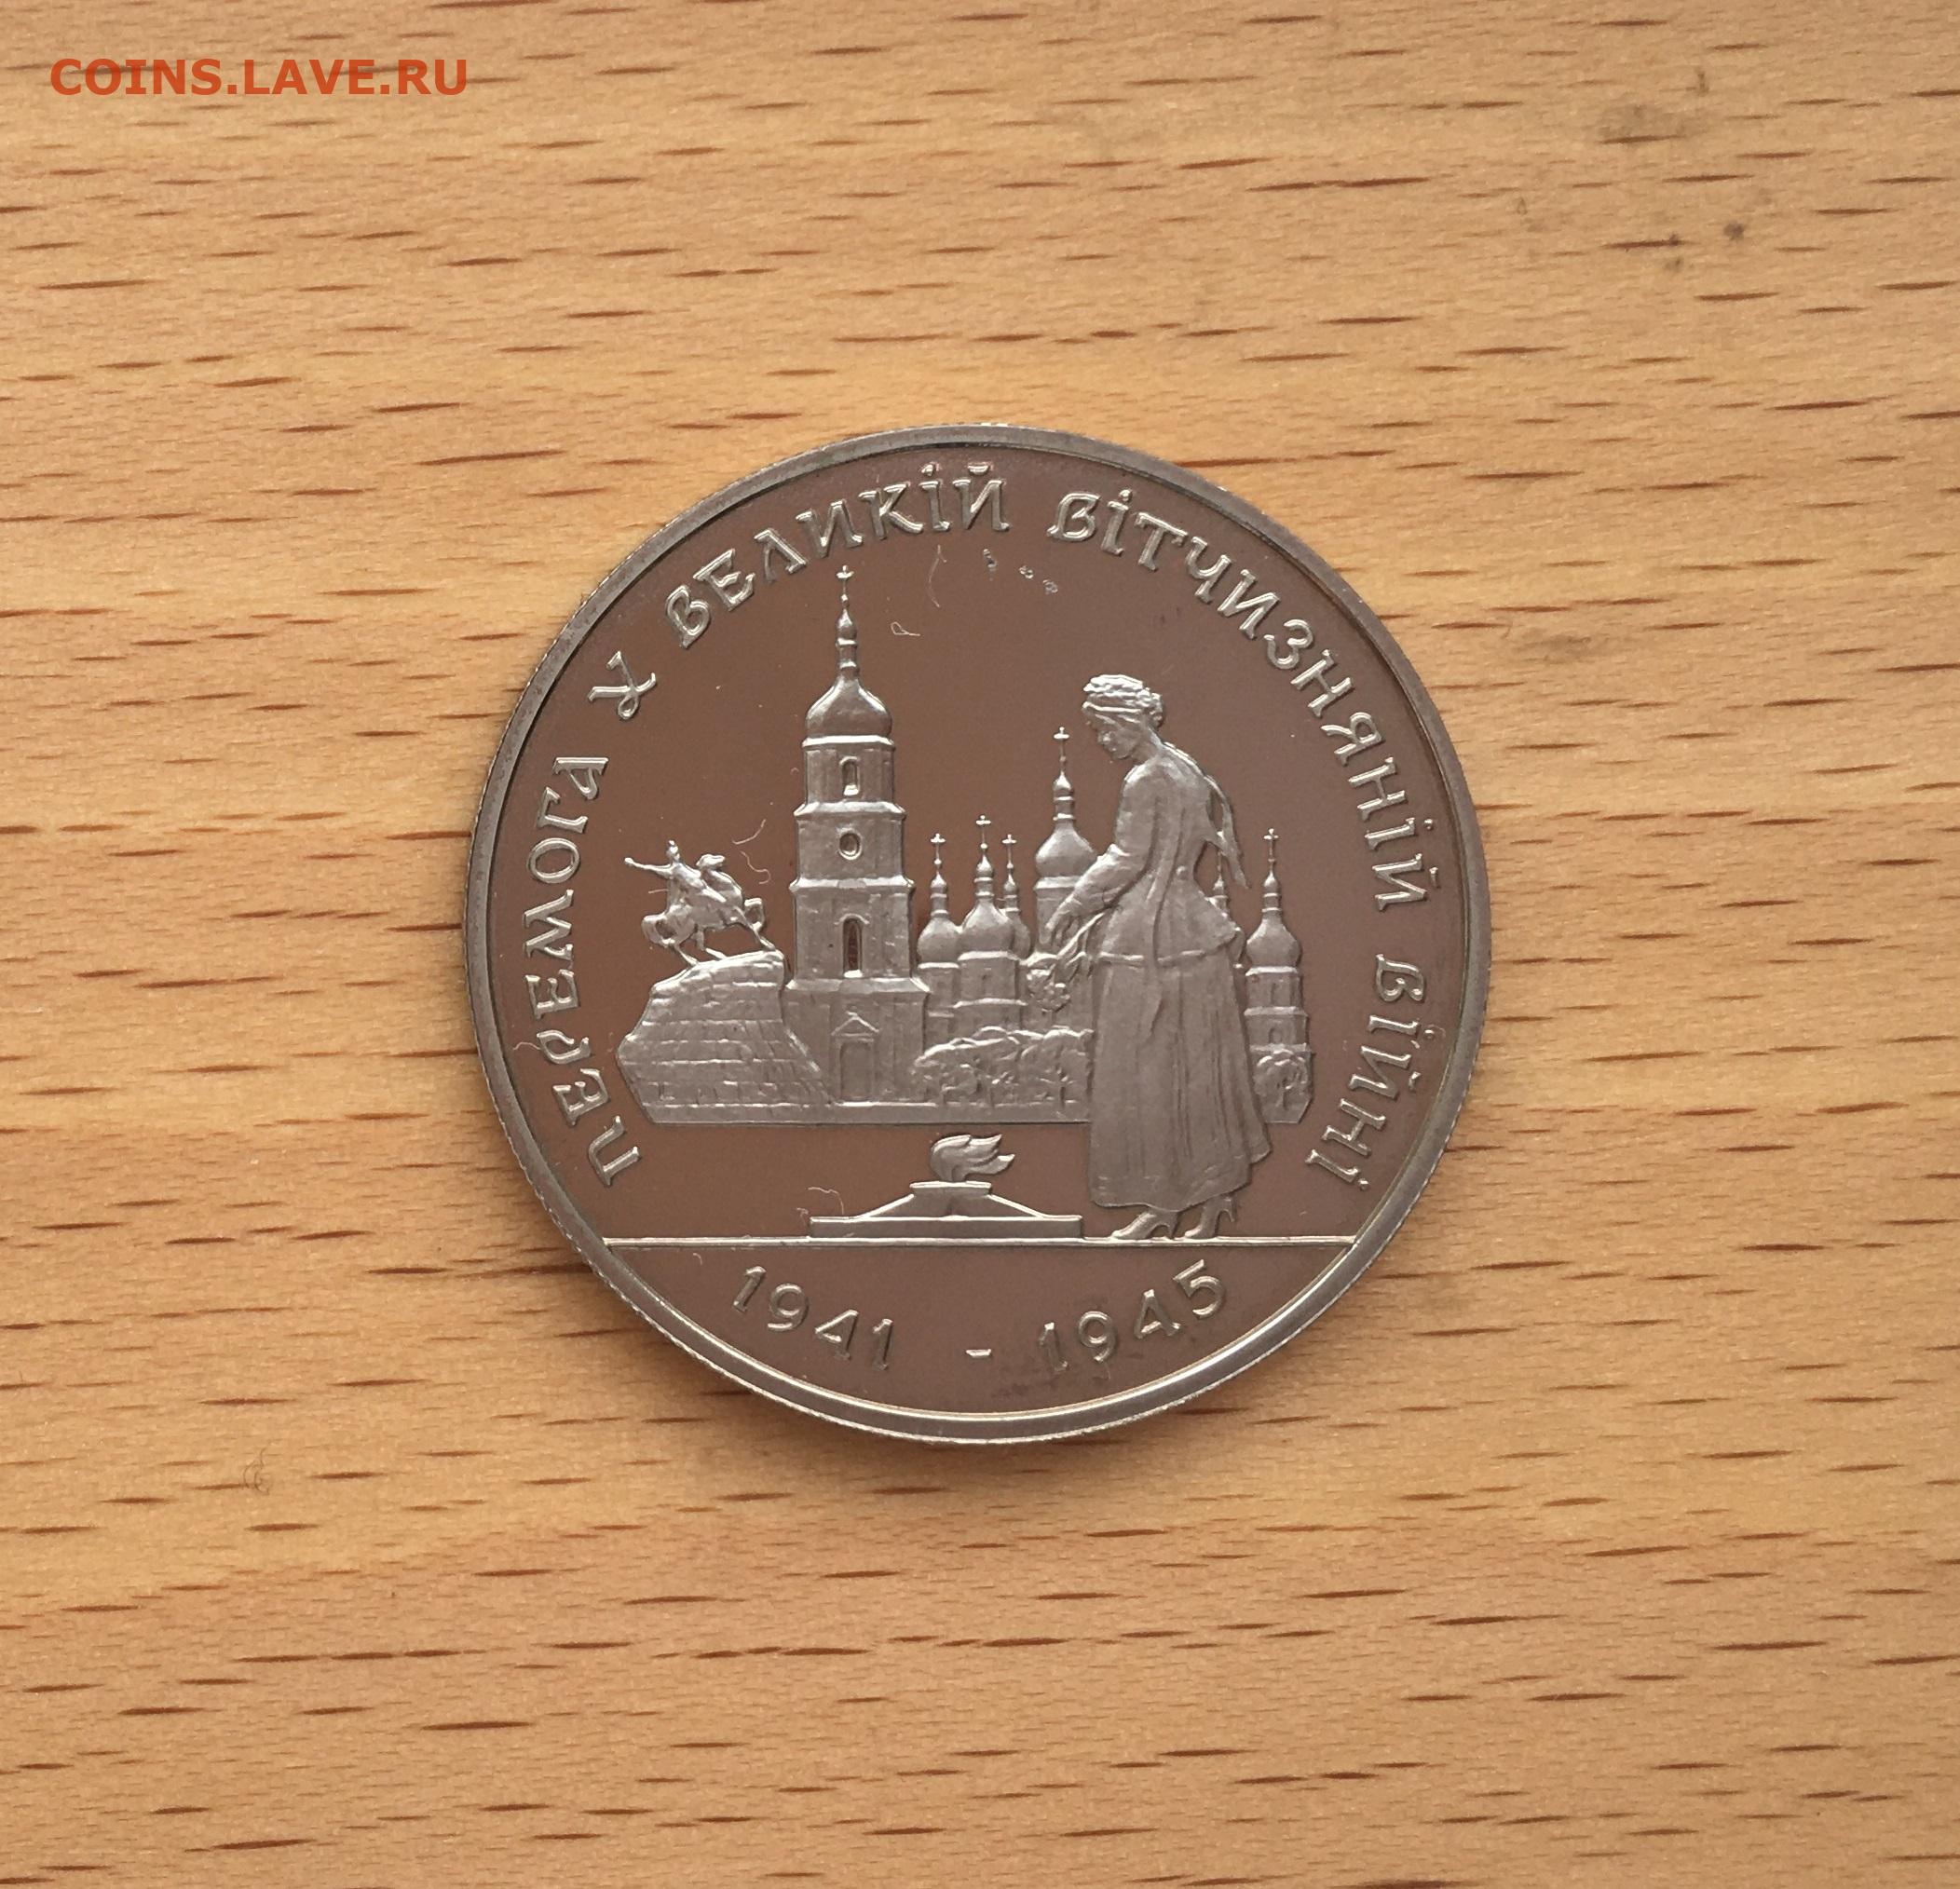 COINS.LAVE.RU
ПЕРЕМОГА У ВЕЛИКІЙ ВІТЧИЗНЯНІЙ ВІЙНІ
1941 - 1945